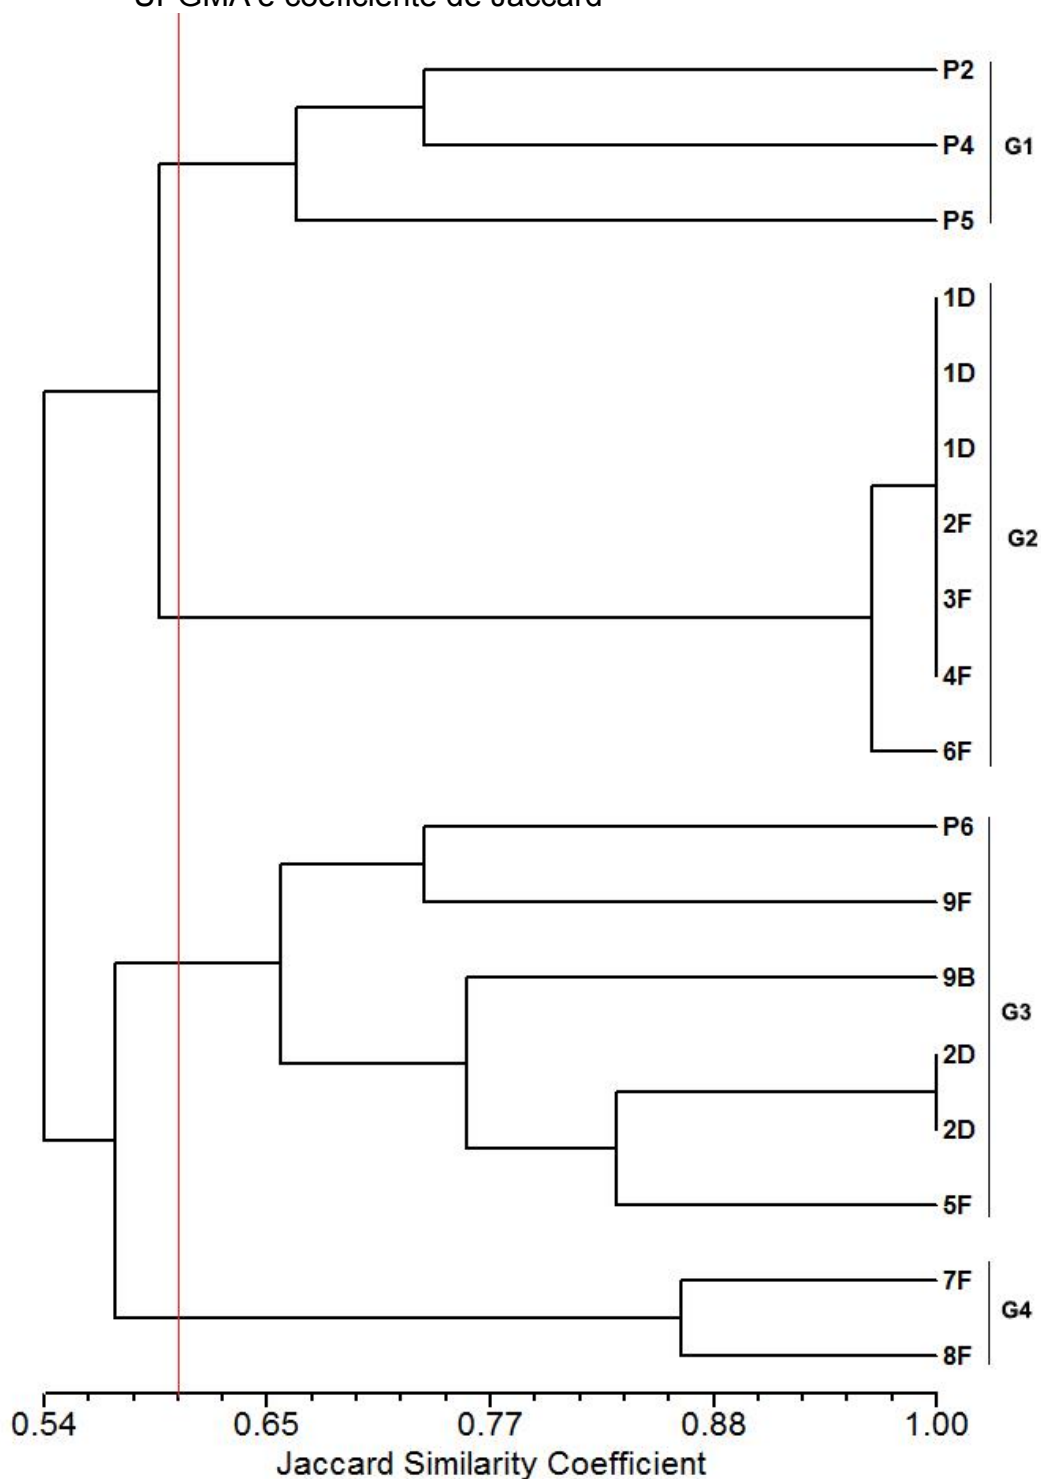 UPGMA e coeficiente de Jaccard
P2
P4
G1
P5
1D
1D
1D
2F
G2
3F
4F
6F
P6
9F
9B
G3
2D
2D
5F
7F
G4
8F
0.54 0.65 0.77 0.88 1.00
Jaccard Similarity Coefficient